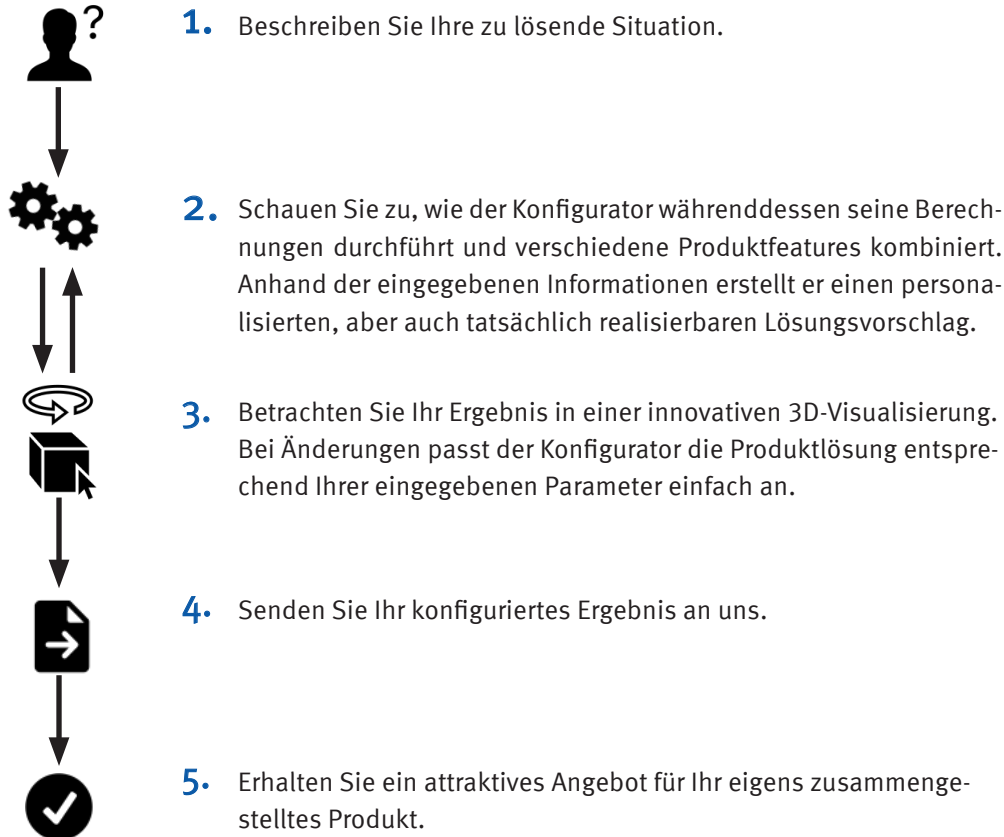 ?
1. Beschreiben Sie Ihre zu lösende Situation.
2. Schauen Sie zu, wie der Konfigurator währenddessen seine Berech-
nungen durchführt und verschiedene Produktfeatures kombiniert.
Anhand der eingegebenen Informationen erstellt er einen persona-
lisierten, aber auch tatsächlich realisierbaren Lösungsvorschlag.
3. Betrachten Sie Ihr Ergebnis in einer innovativen 3D-Visualisierung.
Bei Änderungen passt der Konfigurator die Produktlösung entspre-
chend Ihrer eingegebenen Parameter einfach an.
4. Senden Sie Ihr konfiguriertes Ergebnis an uns.
5. Erhalten Sie ein attraktives Angebot für Ihr eigens zusammenge-
stelltes Produkt.